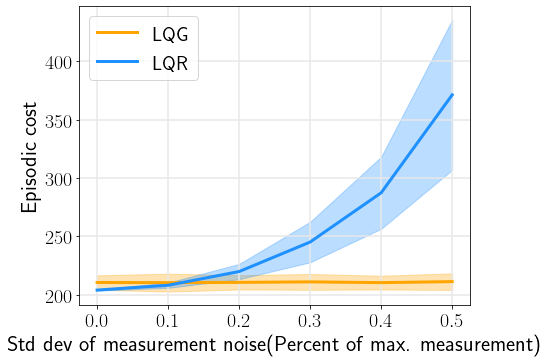 LQG
LQR
400
350
300
250
200
Episodic cost
0.0 0.1 0.2 0.3 0.4 0.5
Std dev of measurement noise(Percent of max. measurement)